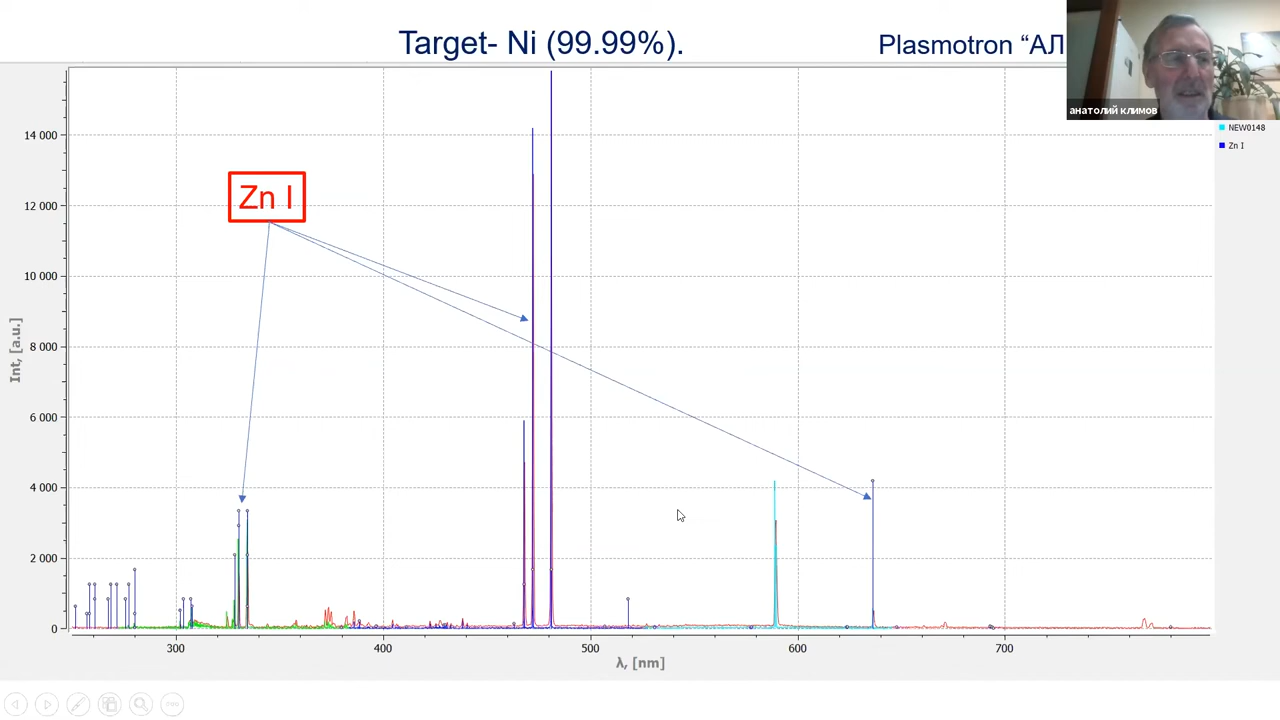 Target- Ni (99.99%).
Plasmotron “АЛ
анатолий климов
NEW0148
Zn I
Zn I
14 000
12 000
10 000
8 000
6 000
4 000
2 000
0
Int, [a.u.]
300
400
500
600
700
λ, [nm]